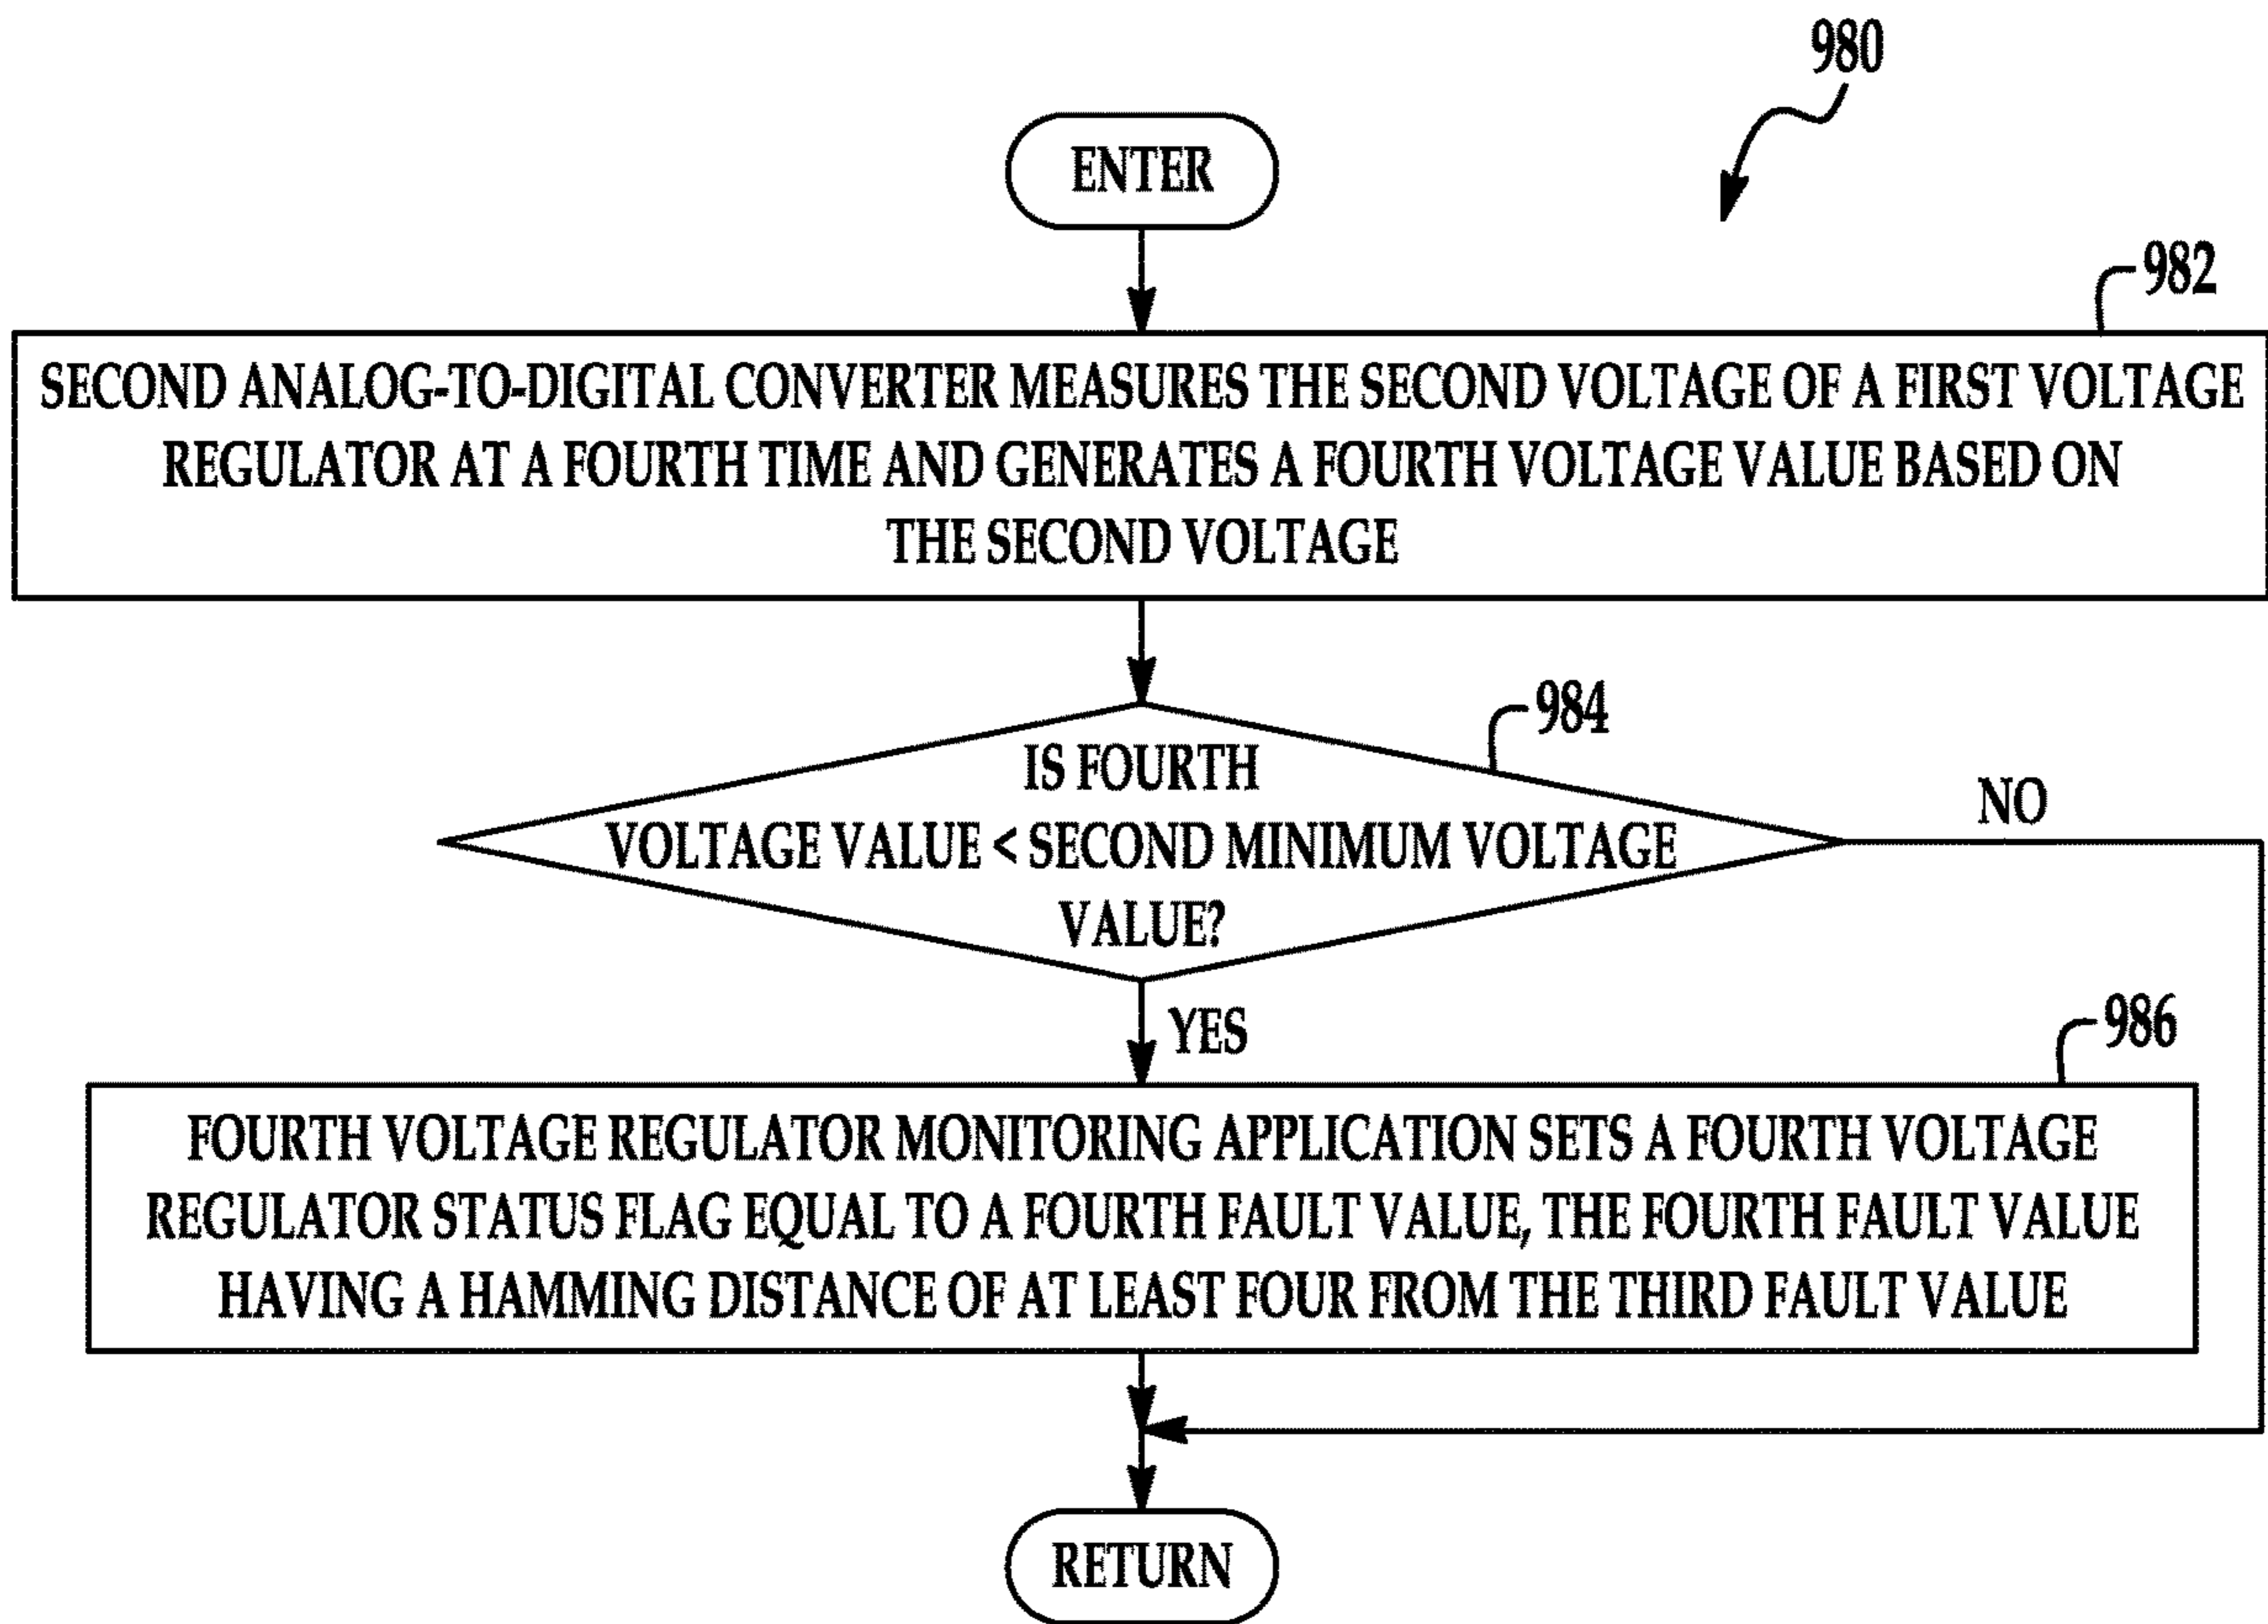 980
ENTER
982
SECOND ANALOG-TO-DIGITAL CONVERTER MEASURES THE SECOND VOLTAGE OF A FIRST VOLTAGE
REGULATOR AT A FOURTH TIME AND GENERATES A FOURTH VOLTAGE VALUE BASED ON
THE SECOND VOLTAGE
984
IS FOURTH
VOLTAGE VALUE < SECOND MINIMUM VOLTAGE
VALUE?
NO
YES
986
FOURTH VOLTAGE REGULATOR MONITORING APPLICATION SETS A FOURTH VOLTAGE
REGULATOR STATUS FLAG EQUAL TO A FOURTH FAULT VALUE, THE FOURTH FAULT VALUE
HAVING A HAMMING DISTANCE OF AT LEAST FOUR FROM THE THIRD FAULT VALUE
RETURN